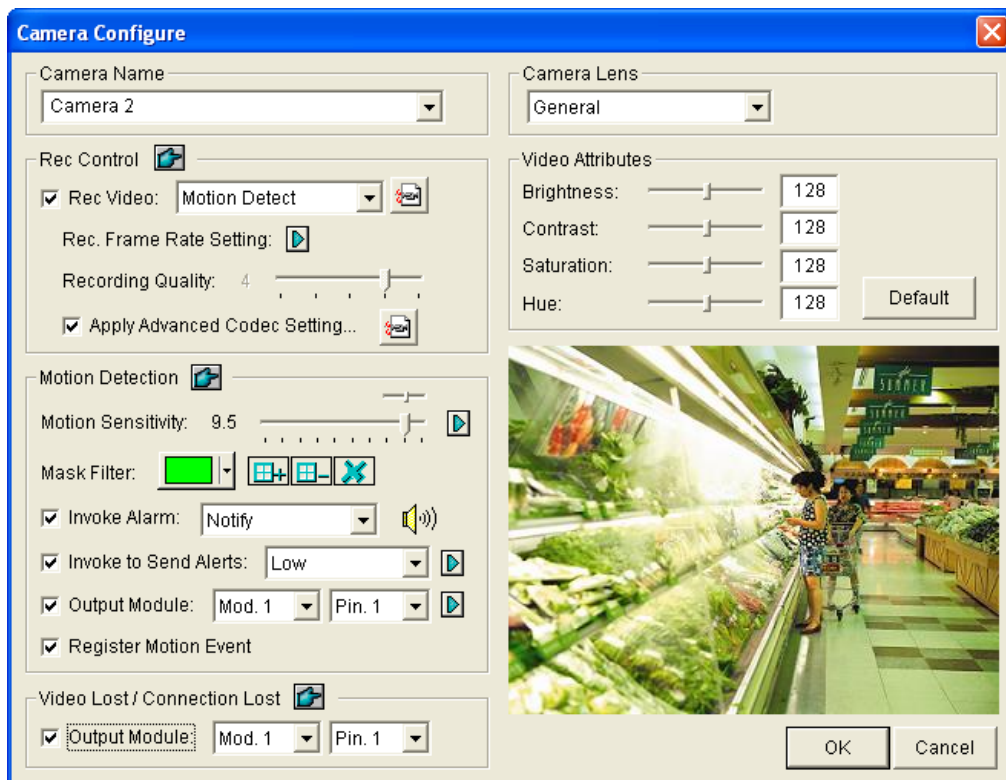 Camera Configure
Camera Name
Camera 2
Rec Control
Rec Video: Motion Detect
Rec. Frame Rate Setting:
Recording Quality: 4
Apply Advanced Codec Setting...
Motion Detection
Motion Sensitivity: 9.5
Mask Filter:
Invoke Alarm: Notify
Invoke to Send Alerts: Low
Output Module: Mod. 1 Pin. 1
Register Motion Event
Video Lost / Connection Lost
Output Module: Mod. 1 Pin. 1
Camera Lens
General
Video Attributes
Brightness: 128
Contrast: 128
Saturation: 128
Hue: 128
Default
SUMMER
SUMMER
SUMMER
OK Cancel